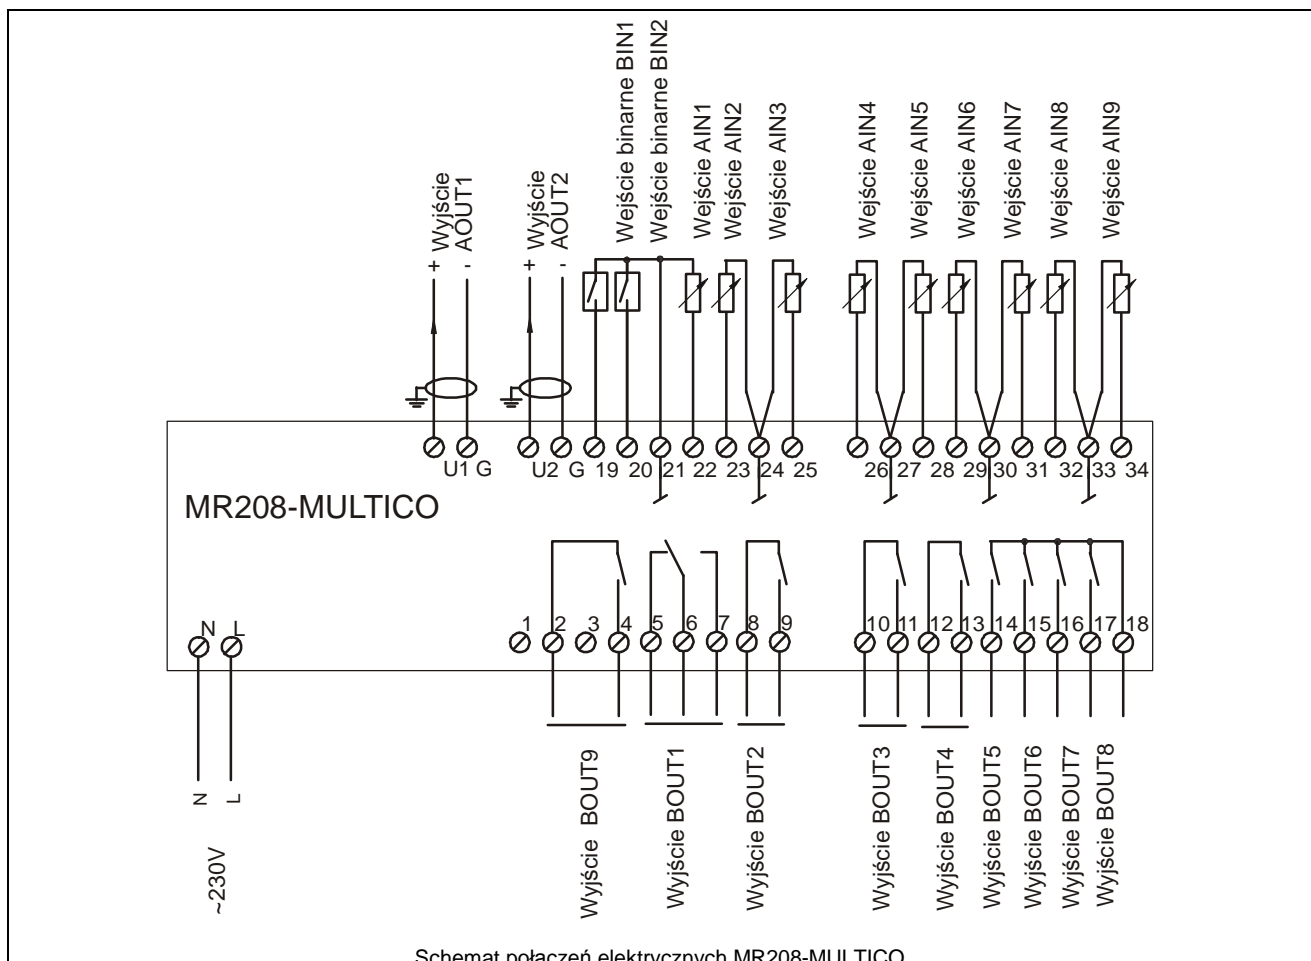 Wejście binarne BIN1
Wejście binarne BIN2
Wejście AIN1
Wejście AIN2
Wejście AIN3
Wejście AIN4
Wejście AIN5
Wejście AIN6
Wejście AIN7
Wejście AIN8
Wejście AIN9
+ Wyjście
- AOUT1
+ Wyjście
- AOUT2
U1 G U2 G 19 20 21 22 23 24 25 26 27 28 29 30 31 32 33 34
MR208-MULTICO
N L 1 2 3 4 5 6 7 8 9 10 11 12 13 14 15 16 17 18
N
L
~230V
Wyjście BOUT9
Wyjście BOUT1
Wyjście BOUT2
Wyjście BOUT3
Wyjście BOUT4
Wyjście BOUT5
Wyjście BOUT6
Wyjście BOUT7
Wyjście BOUT8
Schemat połączeń elektrycznych MR208-MULTICO